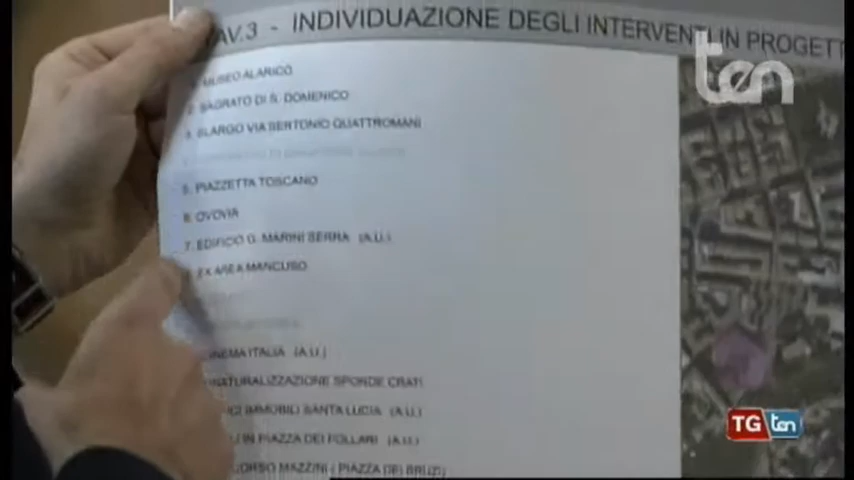 AV.3 - INDIVIDUAZIONE DEGLI INTERVENTI IN PROGETT
ten
MUSEO ALARICO
2. SAGRATO DI S. DOMENICO
3. SLARGO VIA BERTONIO QUATTROMANI
5. PIAZZETTA TOSCANO
6. OVOVIA
7. EDIFICIO G. MARINI SERRA (A.U.)
EX AREA MANCUSO
NEMA ITALIA (A.U.)
NATURALIZZAZIONE SPONDE CRATI
CI IMMOBILI SANTA LUCIA (A.U.)
IN PIAZZA DEI FOLLARI (A.U.)
CORSO MAZZINI ( PIAZZA DEI BRUZI)
TG ten